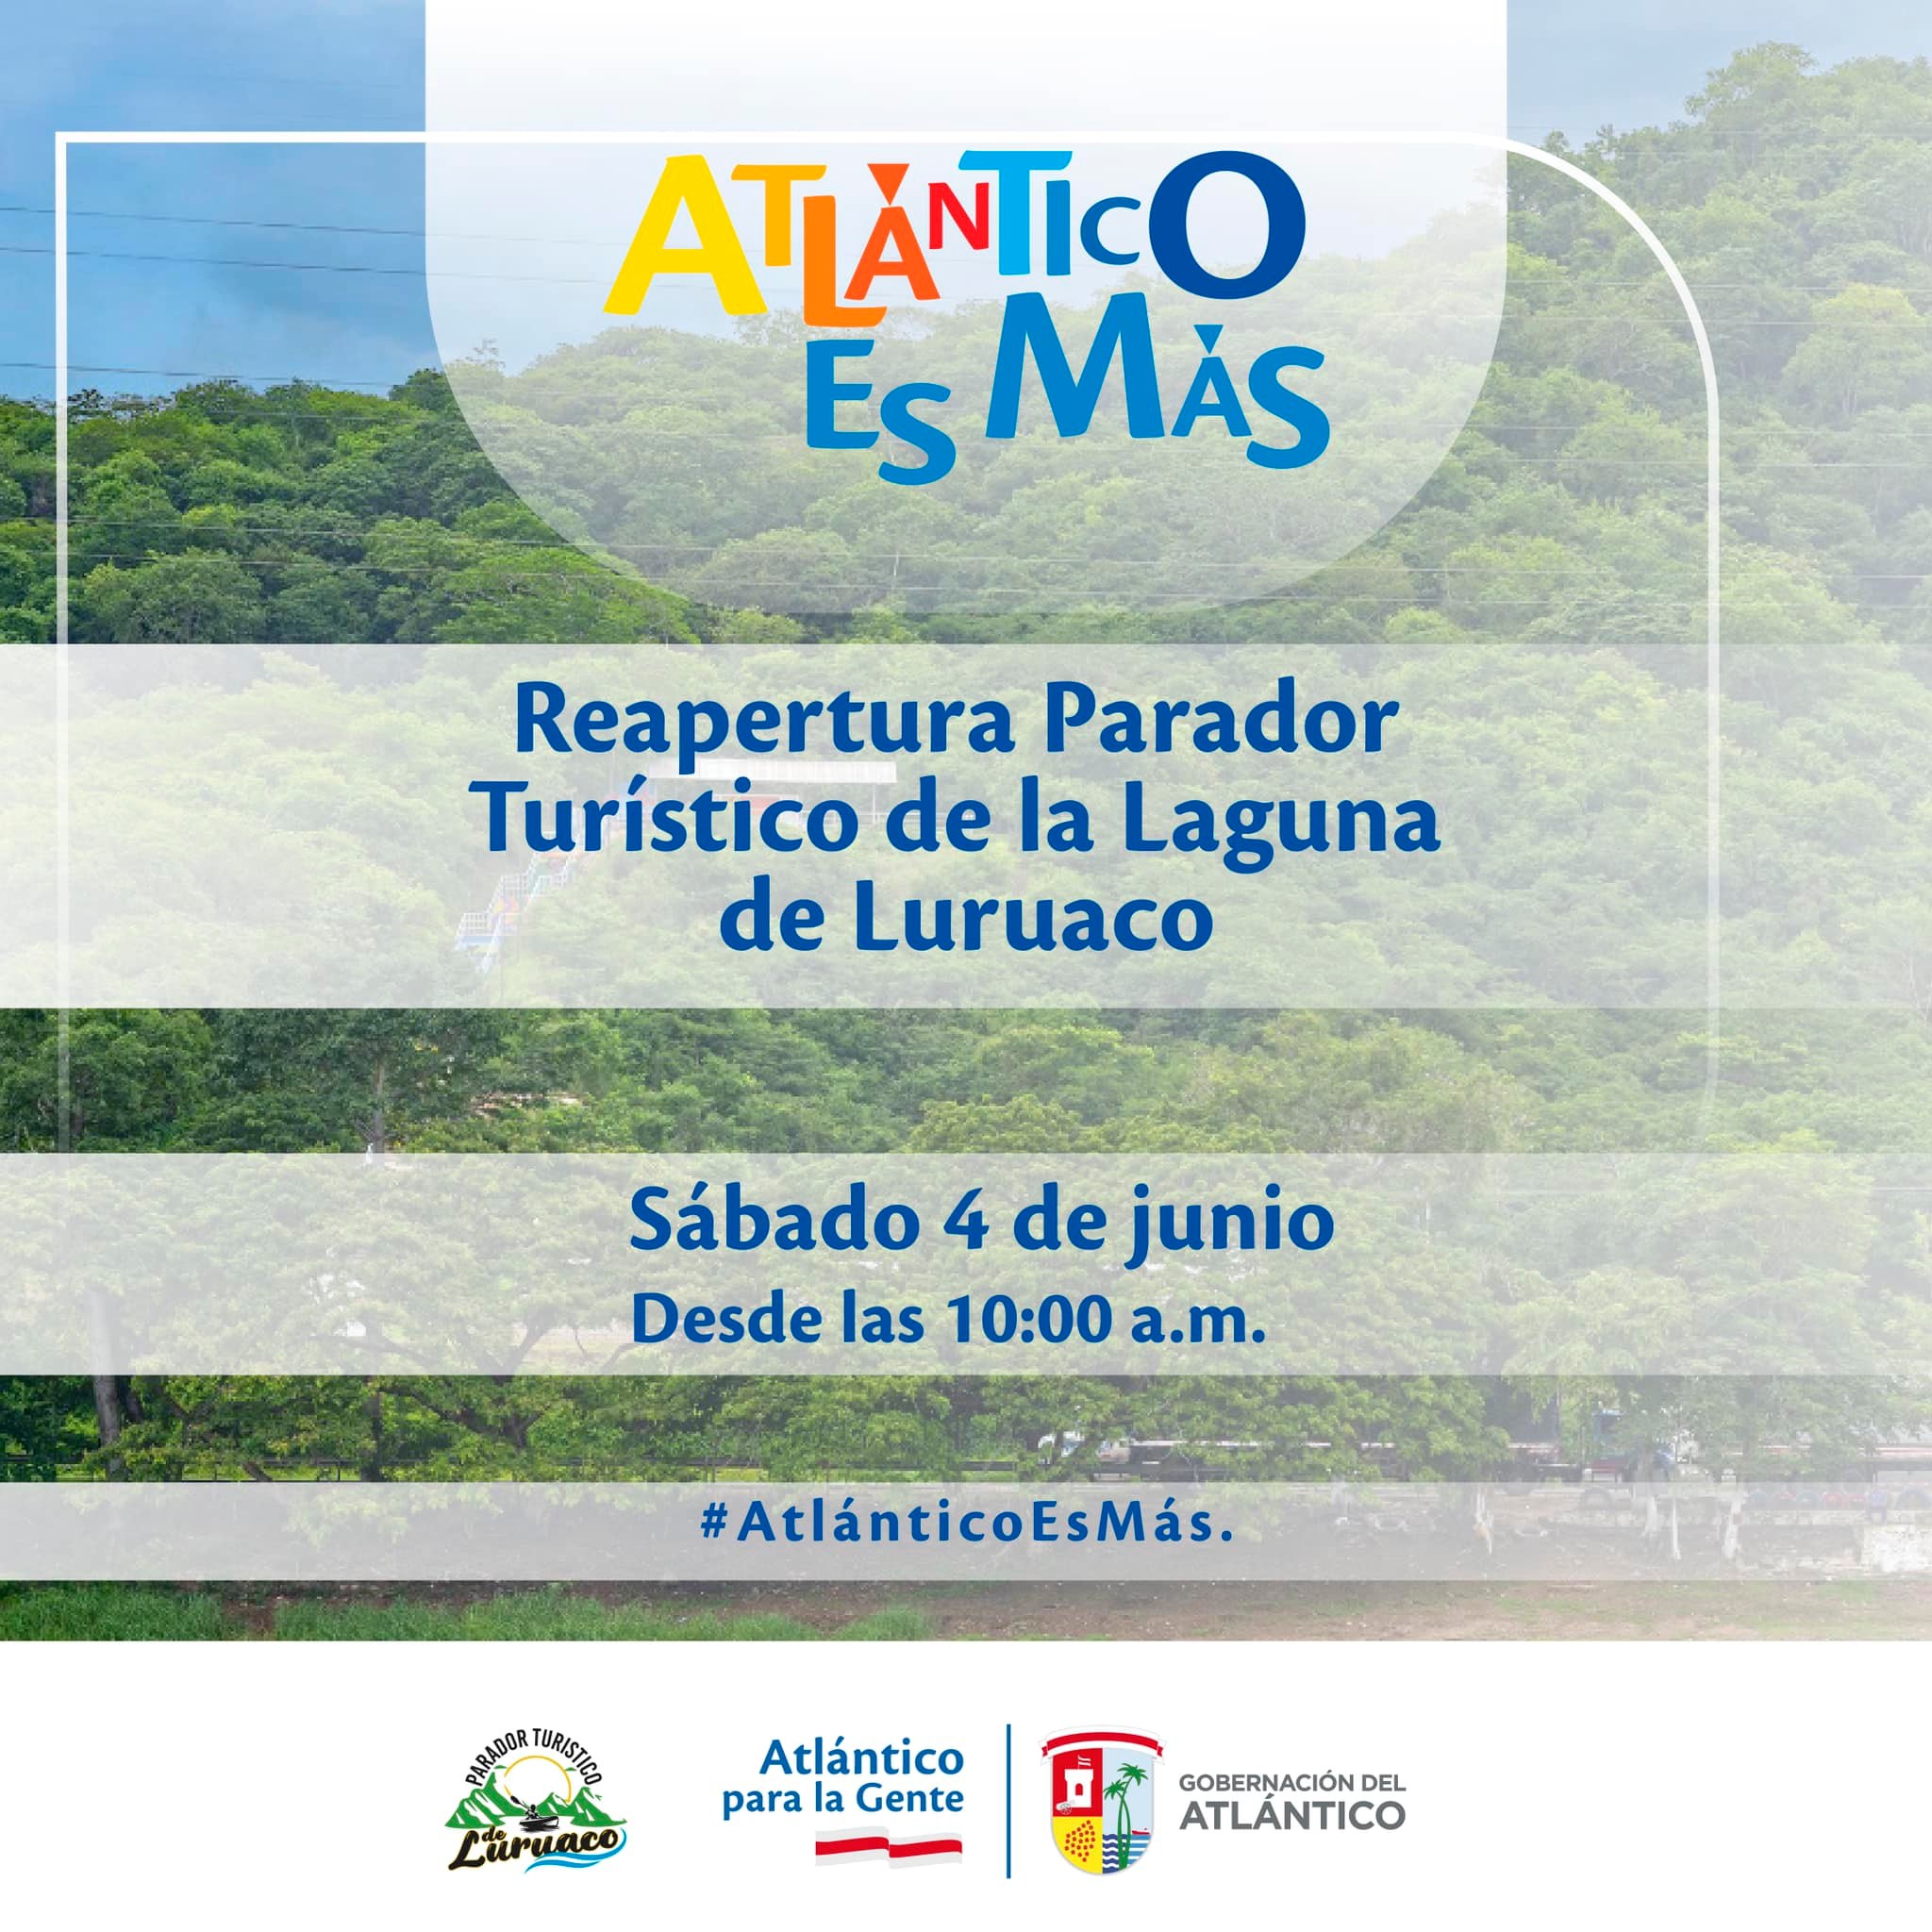 ATLÁNTICO
ES MÁS
Reapertura Parador
Turístico de la Laguna
de Luruaco
Sábado 4 de junio
Desde las 10:00 a.m.
#AtlánticoEsMás.
PARADOR TURISTICO
de
Luruaco
Atlántico
para la Gente
GOBERNACIÓN DEL
ATLÁNTICO